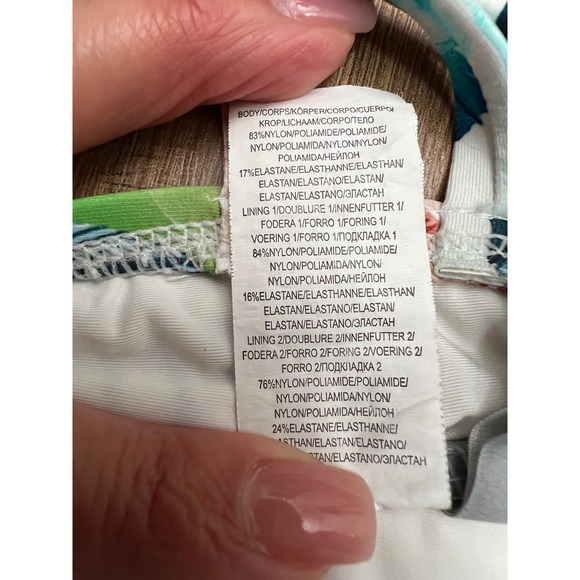 BODY/CORPS/KÖRPER/CORPO/CUERPO/
KROP/LICHAAM/CORPO/ТЕЛО
83%NYLON/POLIAMIDE/POLIAMIDE/
NYLON/POLIAMIDA/NYLON/NYLON/
POLIAMIDA/НЕЙЛОН
17%ELASTANE/ELASTHANNE/ELASTHAN/
ELASTAN/ELASTANO/ELASTAN/
ELASTAN/ELASTANO/ЭЛАСТАН
LINING 1/DOUBLURE 1/INNENFUTTER 1/
FODERA 1/FORRO 1/FORING 1/
VOERING 1/FORRO 1/ПОДКЛАДКА 1
84%NYLON/POLIAMIDE/POLIAMIDE/
NYLON/POLIAMIDA/NYLON/
NYLON/POLIAMIDA/НЕЙЛОН
16%ELASTANE/ELASTHANNE/ELASTHAN/
ELASTAN/ELASTANO/ELASTAN/
ELASTAN/ELASTANO/ЭЛАСТАН
LINING 2/DOUBLURE 2/INNENFUTTER 2/
FODERA 2/FORRO 2/FORING 2/VOERING 2/
FORRO 2/ПОДКЛАДКА 2
76%NYLON/POLIAMIDE/POLIAMIDE/
NYLON/POLIAMIDA/NYLON/
NYLON/POLIAMIDA/НЕЙЛОН
24%ELASTANE/ELASTHANNE/
ASTHAN/ELASTAN/ELASTANO/
ELASTAN/ELASTANO/ЭЛАСТАН